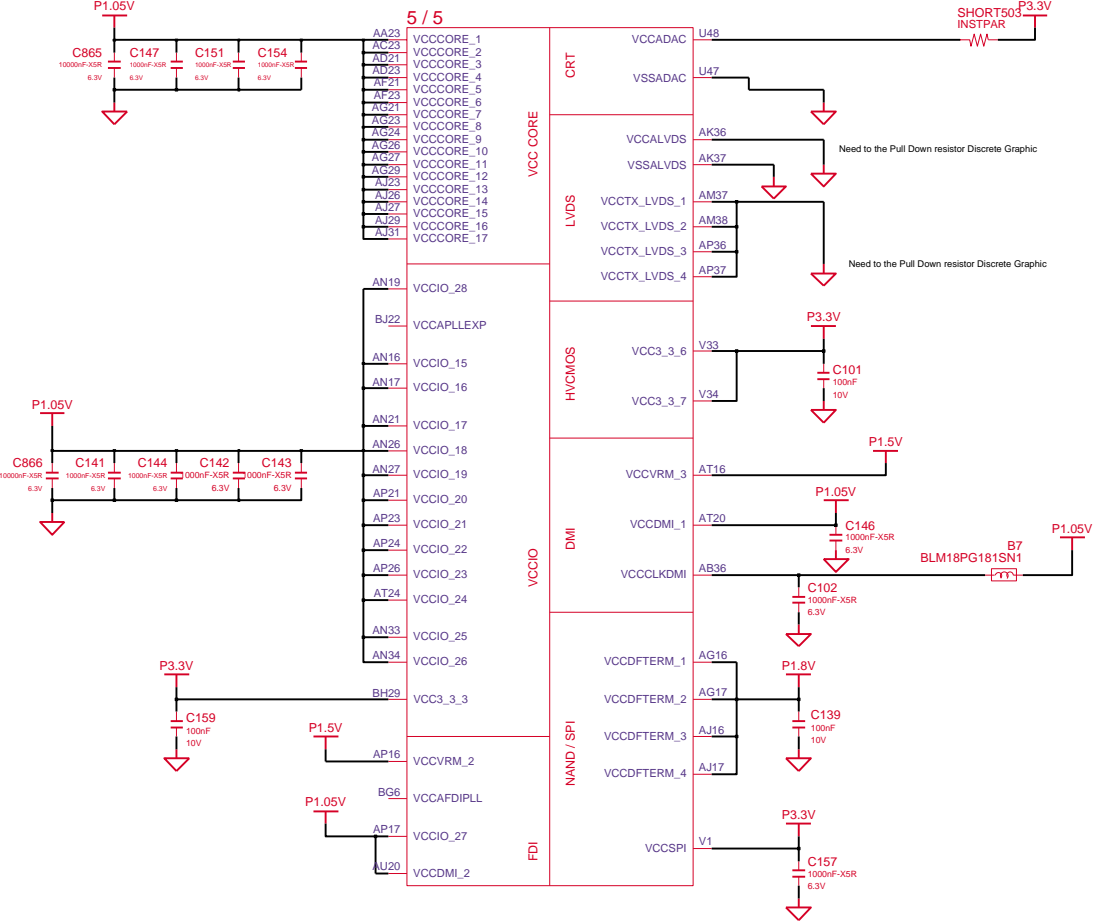 5 / 5
P1.05V
C865
10000nF-X5R
6.3V
C147
1000nF-X5R
6.3V
C151
1000nF-X5R
6.3V
C154
1000nF-X5R
6.3V
AA23 VCCCORE_1
AC23 VCCCORE_2
AD21 VCCCORE_3
AD23 VCCCORE_4
AF21 VCCCORE_5
AF23 VCCCORE_6
AG21 VCCCORE_7
AG23 VCCCORE_8
AG24 VCCCORE_9
AG26 VCCCORE_10
AG27 VCCCORE_11
AG29 VCCCORE_12
AJ23 VCCCORE_13
AJ26 VCCCORE_14
AJ27 VCCCORE_15
AJ29 VCCCORE_16
AJ31 VCCCORE_17
VCC CORE
AN19 VCCIO_28
BJ22 VCCAPLLEXP
AN16 VCCIO_15
AN17 VCCIO_16
AN21 VCCIO_17
AN26 VCCIO_18
AN27 VCCIO_19
AP21 VCCIO_20
AP23 VCCIO_21
AP24 VCCIO_22
AP26 VCCIO_23
AT24 VCCIO_24
AN33 VCCIO_25
AN34 VCCIO_26
BH29 VCC3_3_3
VCCIO
P1.05V
C866
10000nF-X5R
6.3V
C141
1000nF-X5R
6.3V
C144
1000nF-X5R
6.3V
C142
1000nF-X5R
6.3V
C143
1000nF-X5R
6.3V
P3.3V
C159
100nF
10V
P1.5V
AP16 VCCVRM_2
BG6 VCCAFDIPLL
P1.05V
AP17 VCCIO_27
AU20 VCCDMI_2
FDI
CRT
VCCADAC U48
VSSADAC U47
SHORT503
INSTPAR
P3.3V
LVDS
VCCALVDS AK36
VSSALVDS AK37
VCCTX_LVDS_1 AM37
VCCTX_LVDS_2 AM38
VCCTX_LVDS_3 AP36
VCCTX_LVDS_4 AP37
Need to the Pull Down resistor Discrete Graphic
Need to the Pull Down resistor Discrete Graphic
HVCMOS
VCC3_3_6 V33
VCC3_3_7 V34
P3.3V
C101
100nF
10V
DMI
VCCVRM_3 AT16
P1.5V
VCCDMI_1 AT20
P1.05V
C146
1000nF-X5R
6.3V
VCCCLKDMI AB36
B7
BLM18PG181SN1
P1.05V
C102
1000nF-X5R
6.3V
NAND / SPI
VCCDFTERM_1 AG16
VCCDFTERM_2 AG17
VCCDFTERM_3 AJ16
VCCDFTERM_4 AJ17
P1.8V
C139
100nF
10V
VCCSPI V1
P3.3V
C157
1000nF-X5R
6.3V